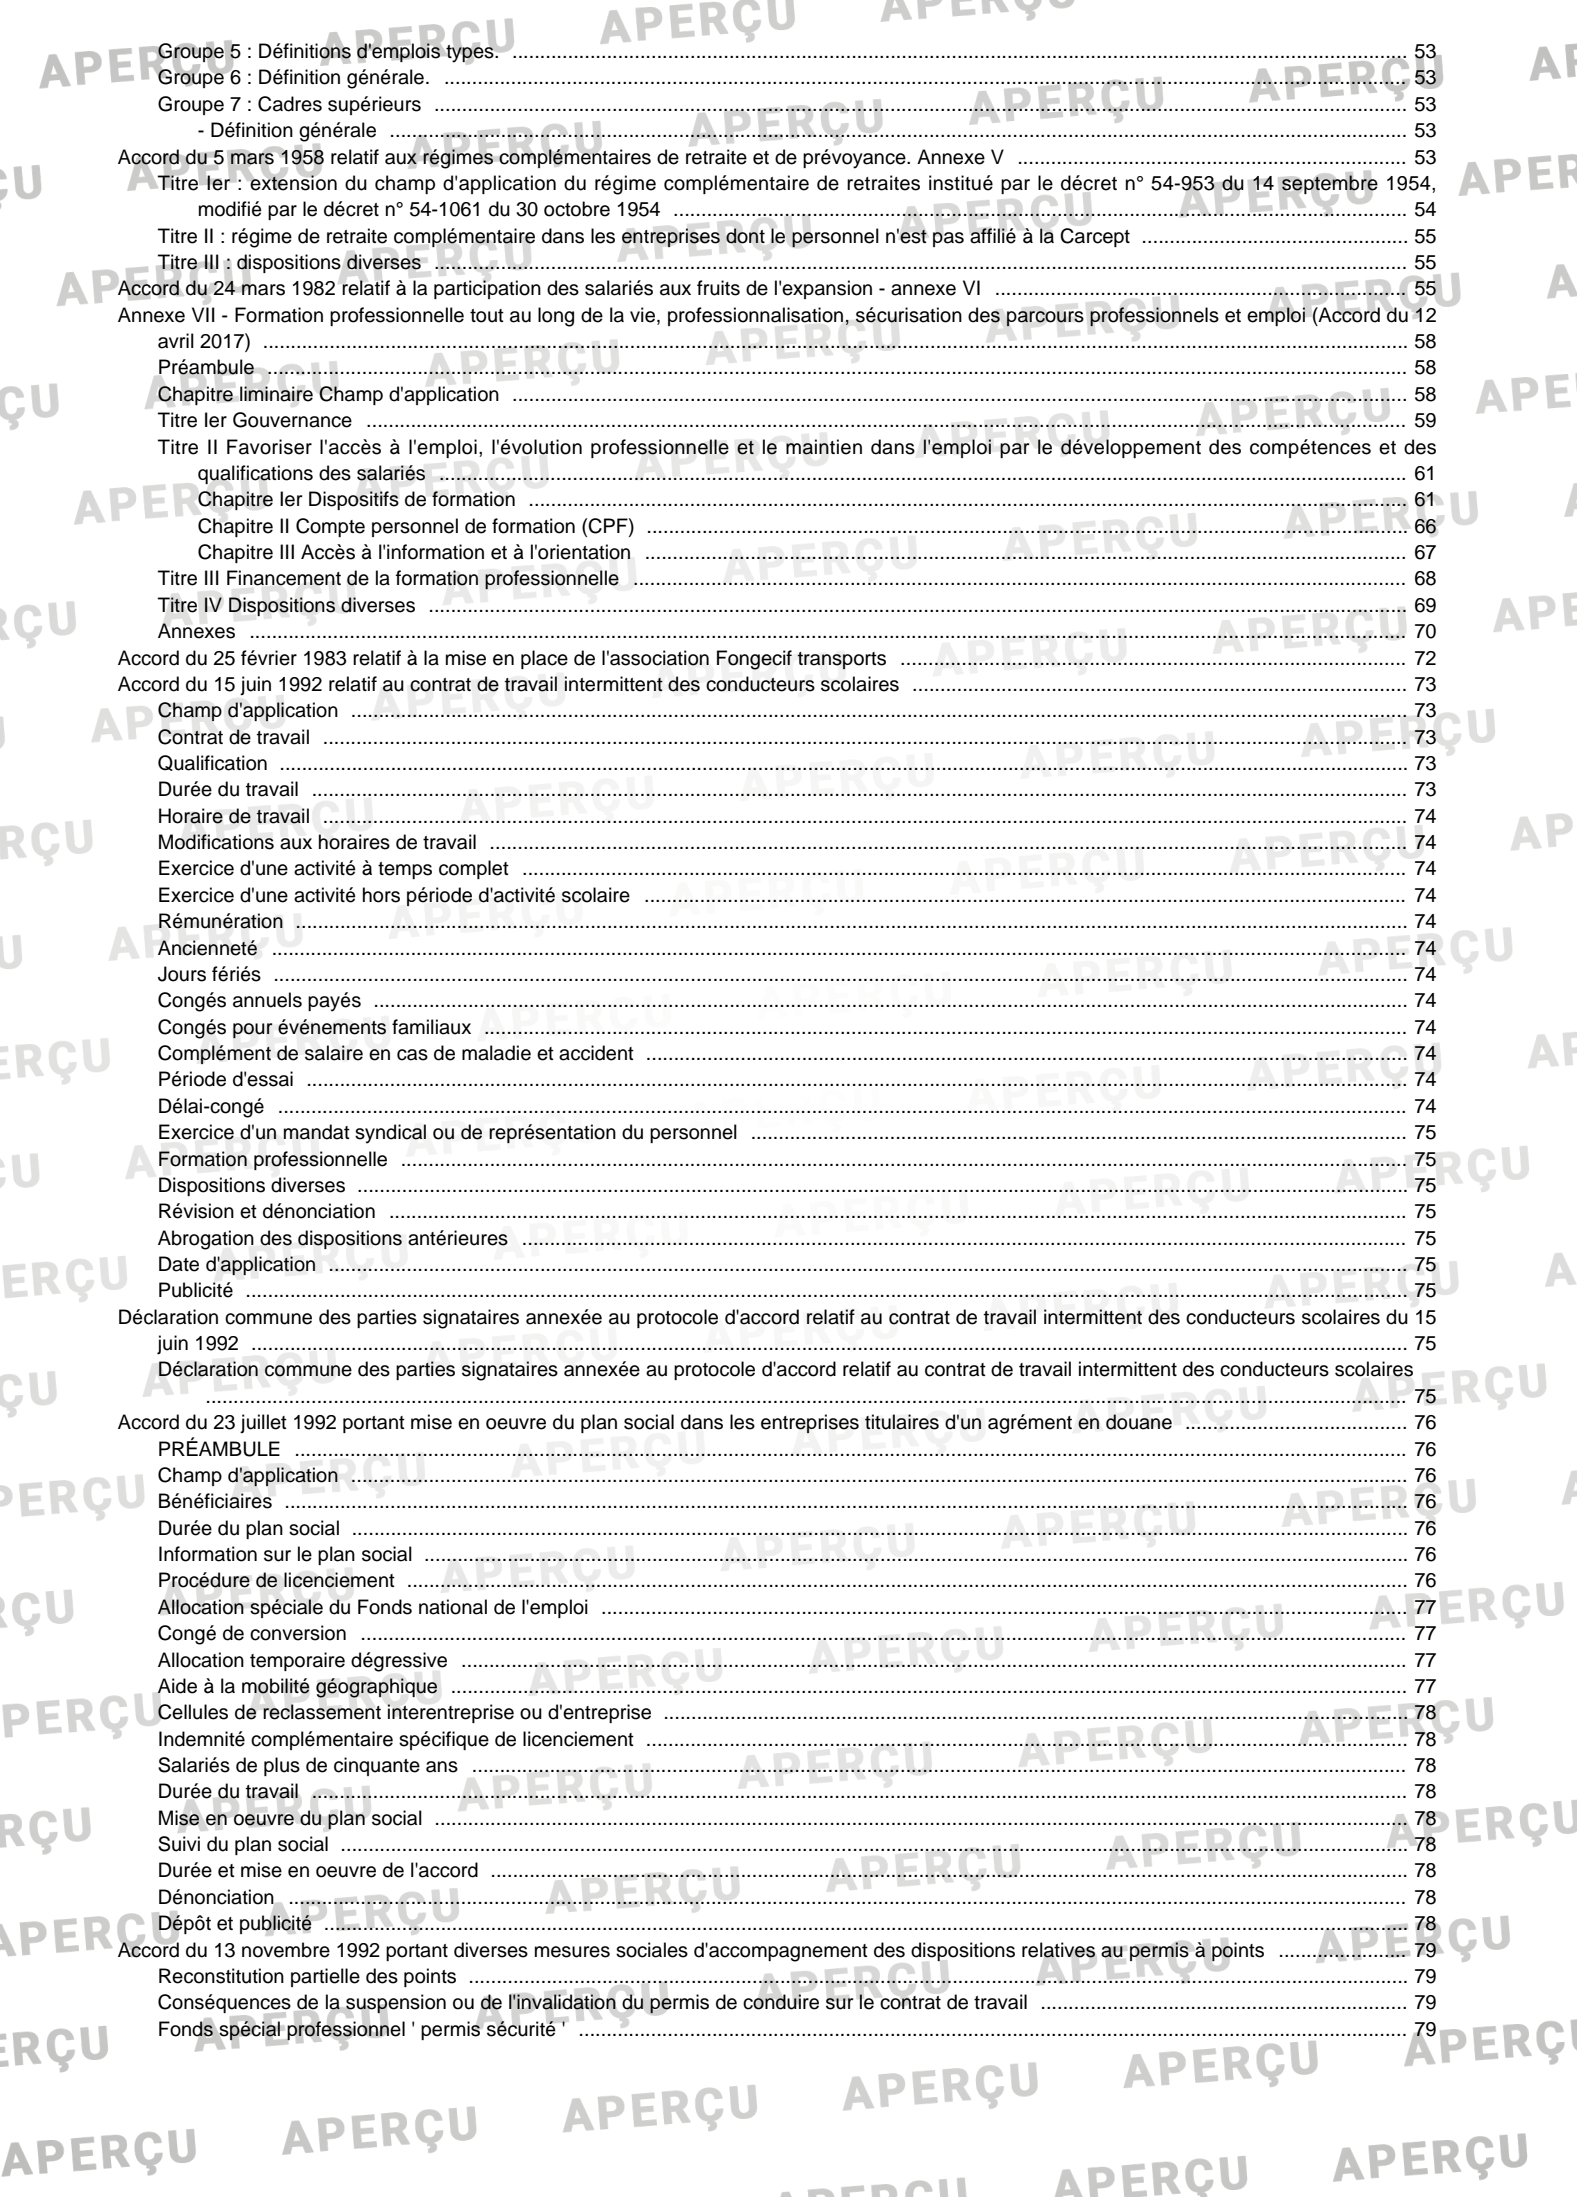 Groupe 5 : Définitions d'emplois types. 53
Groupe 6 : Définition générale. 53
Groupe 7 : Cadres supérieurs 53
- Définition générale 53
Accord du 5 mars 1958 relatif aux régimes complémentaires de retraite et de prévoyance. Annexe V 53
Titre Ier : extension du champ d'application du régime complémentaire de retraites institué par le décret n° 54-953 du 14 septembre 1954,
modifié par le décret n° 54-1061 du 30 octobre 1954 54
Titre II : régime de retraite complémentaire dans les entreprises dont le personnel n'est pas affilié à la Carcept 55
Titre III : dispositions diverses 55
Accord du 24 mars 1982 relatif à la participation des salariés aux fruits de l'expansion - annexe VI 55
Annexe VII - Formation professionnelle tout au long de la vie, professionnalisation, sécurisation des parcours professionnels et emploi (Accord du 12
avril 2017) 58
Préambule 58
Chapitre liminaire Champ d'application 58
Titre Ier Gouvernance 59
Titre II Favoriser l'accès à l'emploi, l'évolution professionnelle et le maintien dans l'emploi par le développement des compétences et des
qualifications des salariés 61
Chapitre Ier Dispositifs de formation 61
Chapitre II Compte personnel de formation (CPF) 66
Chapitre III Accès à l'information et à l'orientation 67
Titre III Financement de la formation professionnelle 68
Titre IV Dispositions diverses 69
Annexes 70
Accord du 25 février 1983 relatif à la mise en place de l'association Fongecif transports 72
Accord du 15 juin 1992 relatif au contrat de travail intermittent des conducteurs scolaires 73
Champ d'application 73
Contrat de travail 73
Qualification 73
Durée du travail 73
Horaire de travail 74
Modifications aux horaires de travail 74
Exercice d'une activité à temps complet 74
Exercice d'une activité hors période d'activité scolaire 74
Rémunération 74
Ancienneté 74
Jours fériés 74
Congés annuels payés 74
Congés pour événements familiaux 74
Complément de salaire en cas de maladie et accident 74
Période d'essai 74
Délai-congé 74
Exercice d'un mandat syndical ou de représentation du personnel 75
Formation professionnelle 75
Dispositions diverses 75
Révision et dénonciation 75
Abrogation des dispositions antérieures 75
Date d'application 75
Publicité 75
Déclaration commune des parties signataires annexée au protocole d'accord relatif au contrat de travail intermittent des conducteurs scolaires du 15
juin 1992 75
Déclaration commune des parties signataires annexée au protocole d'accord relatif au contrat de travail intermittent des conducteurs scolaires
75
Accord du 23 juillet 1992 portant mise en oeuvre du plan social dans les entreprises titulaires d'un agrément en douane 76
PRÉAMBULE 76
Champ d'application 76
Bénéficiaires 76
Durée du plan social 76
Information sur le plan social 76
Procédure de licenciement 76
Allocation spéciale du Fonds national de l'emploi 77
Congé de conversion 77
Allocation temporaire dégressive 77
Aide à la mobilité géographique 77
Cellules de reclassement interentreprise ou d'entreprise 78
Indemnité complémentaire spécifique de licenciement 78
Salariés de plus de cinquante ans 78
Durée du travail 78
Mise en oeuvre du plan social 78
Suivi du plan social 78
Durée et mise en oeuvre de l'accord 78
Dénonciation 78
Dépôt et publicité 78
Accord du 13 novembre 1992 portant diverses mesures sociales d'accompagnement des dispositions relatives au permis à points 79
Reconstitution partielle des points 79
Conséquences de la suspension ou de l'invalidation du permis de conduire sur le contrat de travail 79
Fonds spécial professionnel ' permis sécurité ' 79
APERÇU